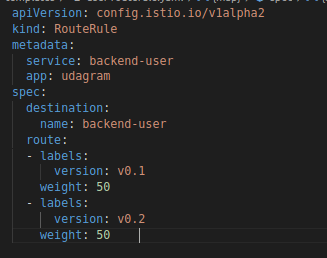 apiVersion: config.istio.io/v1alpha2
kind: RouteRule
metadata:
  service: backend-user
  app: udagram
spec:
  destination:
    name: backend-user
  route:
  - labels:
      version: v0.1
    weight: 50
  - labels:
      version: v0.2
    weight: 50